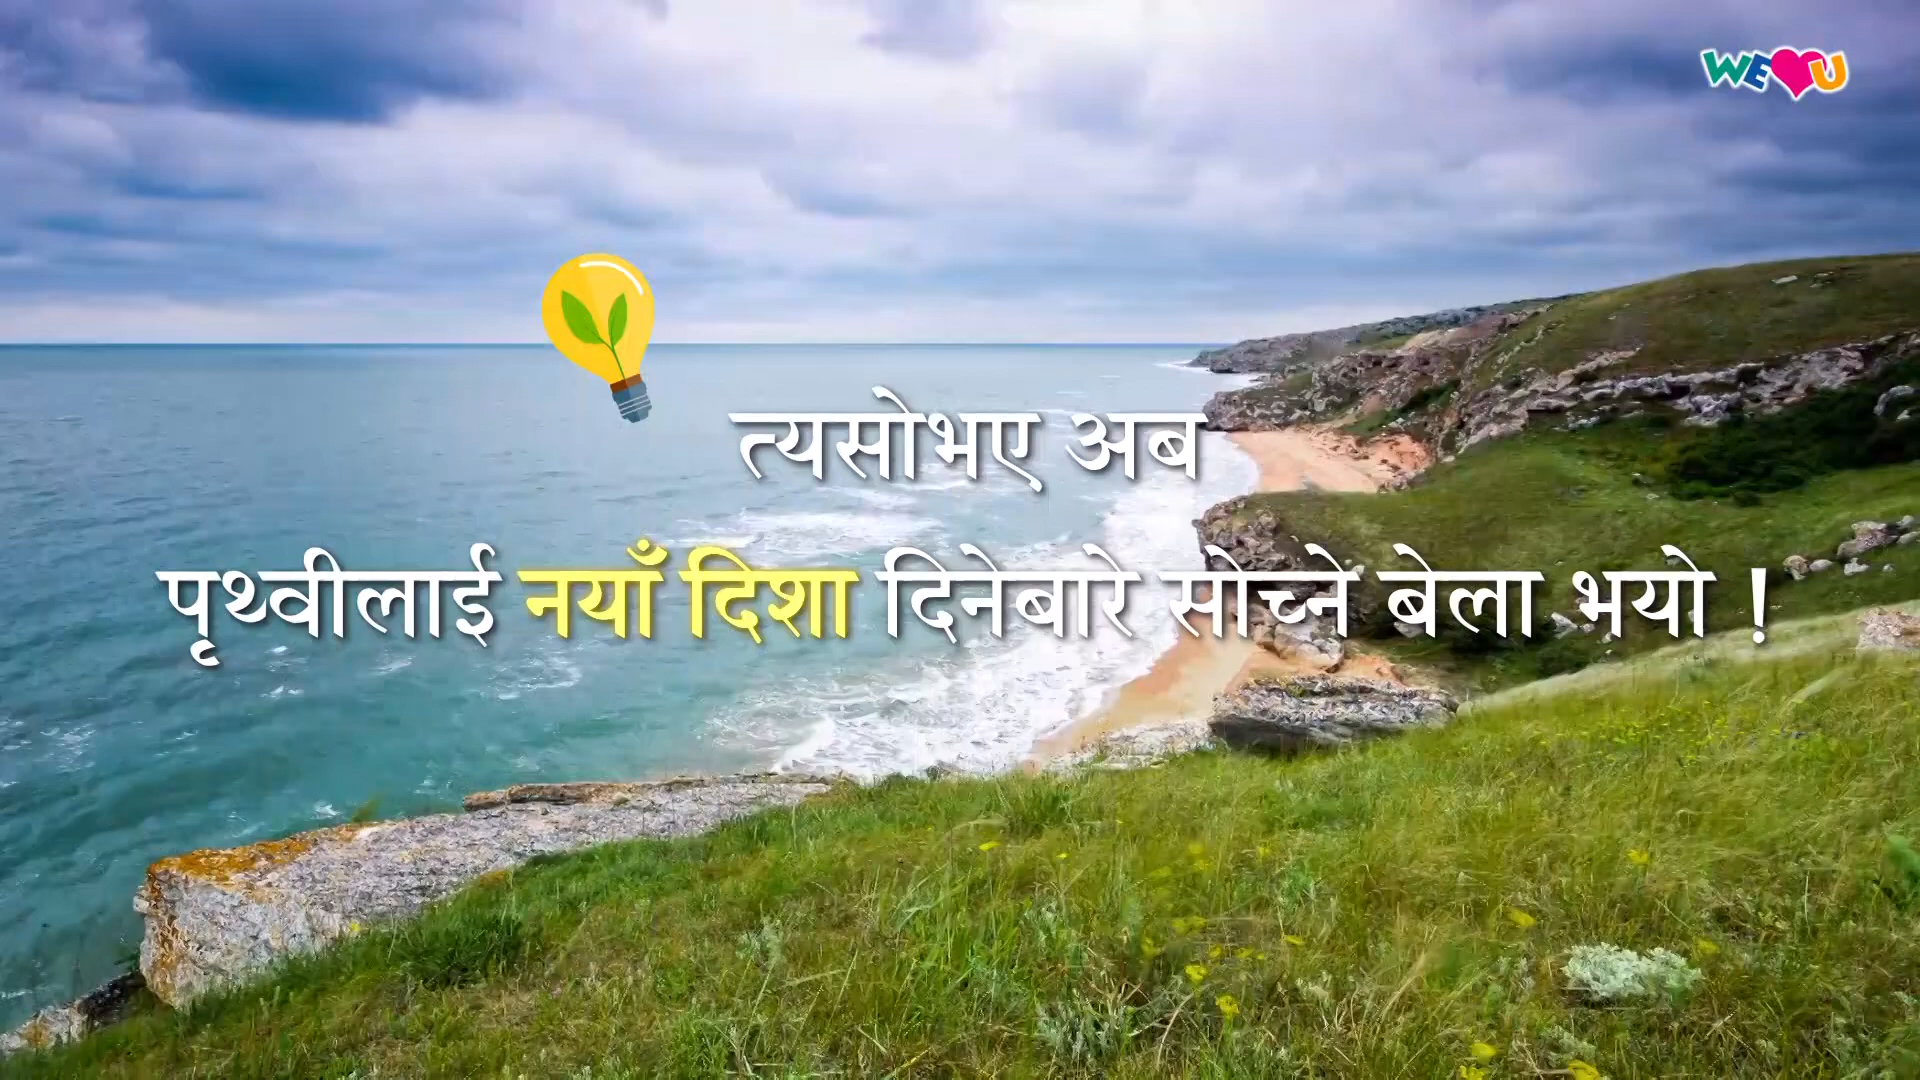 WE U
त्यसोभए अब
पृथ्वीलाई नयाँ दिशा दिनेबारे सोच्ने बेला भयो !